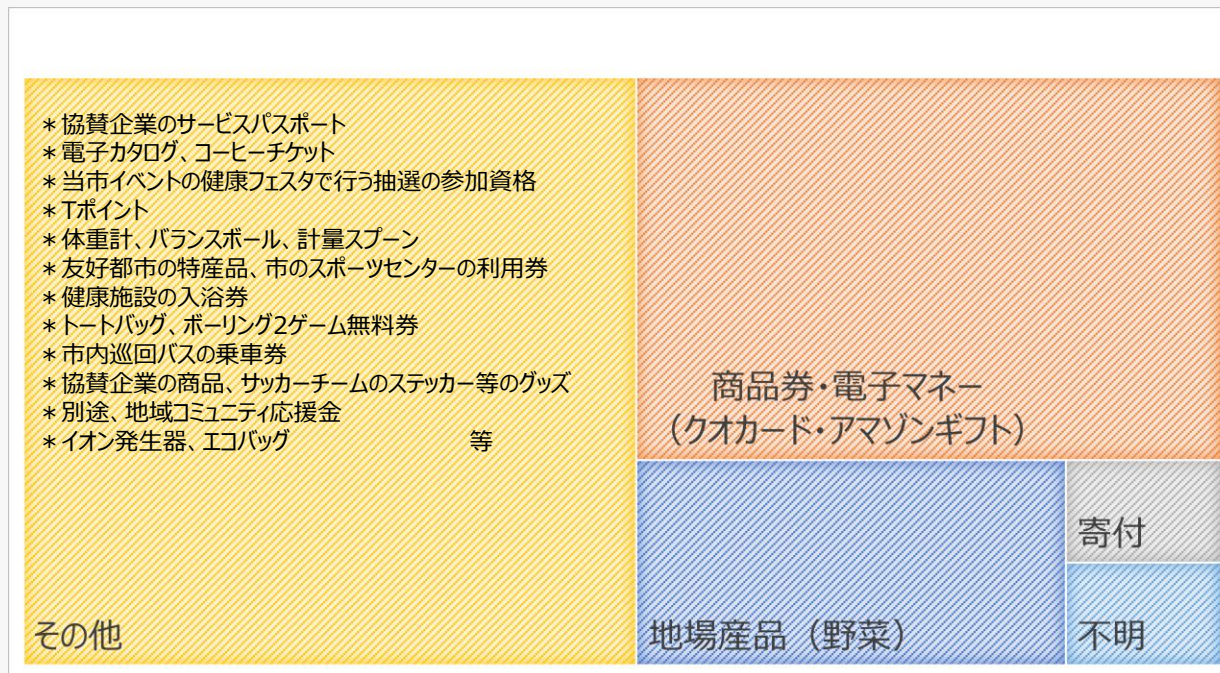 ＊協賛企業のサービスパスポート
＊電子カタログ、コーヒーチケット
＊当市イベントの健康フェスタで行う抽選の参加資格
＊Tポイント
＊体重計、バランスボール、計量スプーン
＊友好都市の特産品、市のスポーツセンターの利用券
＊健康施設の入浴券
＊トートバッグ、ボーリング2ゲーム無料券
＊市内巡回バスの乗車券
＊協賛企業の商品、サッカーチームのステッカー等のグッズ
＊別途、地域コミュニティ応援金
＊イオン発生器、エコバッグ 等
その他
商品券・電子マネー
（クオカード・アマゾンギフト）
地場産品（野菜）
寄付
不明